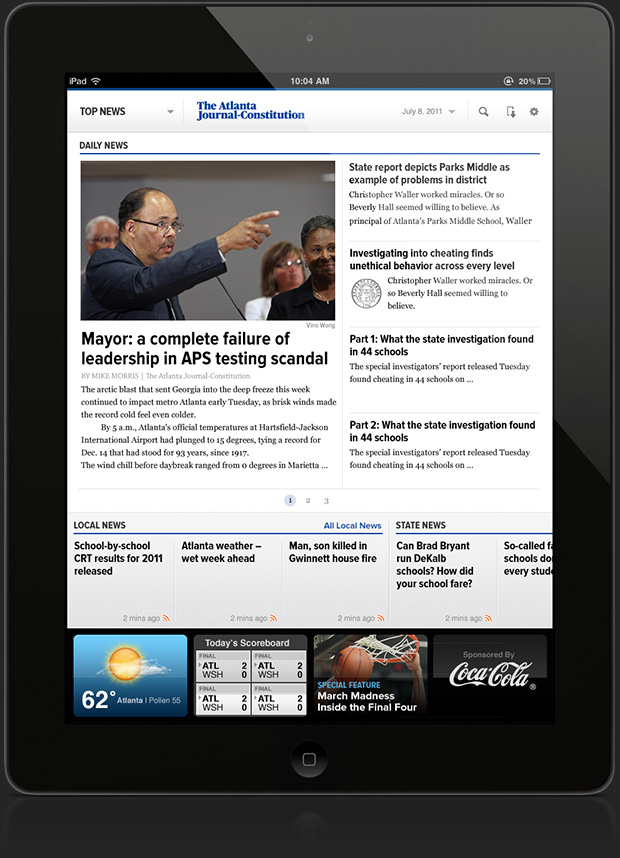 iPad
10:04 AM
20%
TOP NEWS
The Atlanta
Journal-Constitution
July 8, 2011
DAILY NEWS
Vino Wong
Mayor: a complete failure of
leadership in APS testing scandal
BY MIKE MORRIS | The Atlanta Journal-Constitution
The arctic blast that sent Georgia into the deep freeze this week
continued to impact metro Atlanta early Tuesday, as brisk winds made
the record cold feel even colder.
By 5 a.m., Atlanta's official temperatures at Hartsfield-Jackson
International Airport had plunged to 15 degrees, tying a record for
Dec. 14 that had stood for 93 years, since 1917.
The wind chill before daybreak ranged from 0 degrees in Marietta ...
State report depicts Parks Middle as
example of problems in district
Christopher Waller worked miracles. Or so
Beverly Hall seemed willing to believe. As
principal of Atlanta's Parks Middle School, Waller
Investigating into cheating finds
unethical behavior across every level
Christopher Waller worked miracles. Or
so Beverly Hall seemed willing to
believe.
Part 1: What the state investigation found
in 44 schools
The special investigators' report released Tuesday
found cheating in 44 schools on ...
Part 2: What the state investigation found
in 44 schools
The special investigators' report released Tuesday
found cheating in 44 schools on ...
1 2 3
LOCAL NEWS
All Local News
School-by-school
CRT results for 2011
released
2 mins ago
Atlanta weather –
wet week ahead
2 mins ago
Man, son killed in
Gwinnett house fire
2 mins ago
STATE NEWS
Can Brad Bryant
run DeKalb
schools? How did
your school fare?
2 mins ago
So-called fa
schools do
every stude
62° Atlanta | Pollen 55
Today's Scoreboard
FINAL
ATL 2
WSH 0
FINAL
ATL 2
WSH 0
FINAL
ATL 2
WSH 0
FINAL
ATL 2
WSH 0
SPECIAL FEATURE
March Madness
Inside the Final Four
Sponsored By
Coca-Cola®